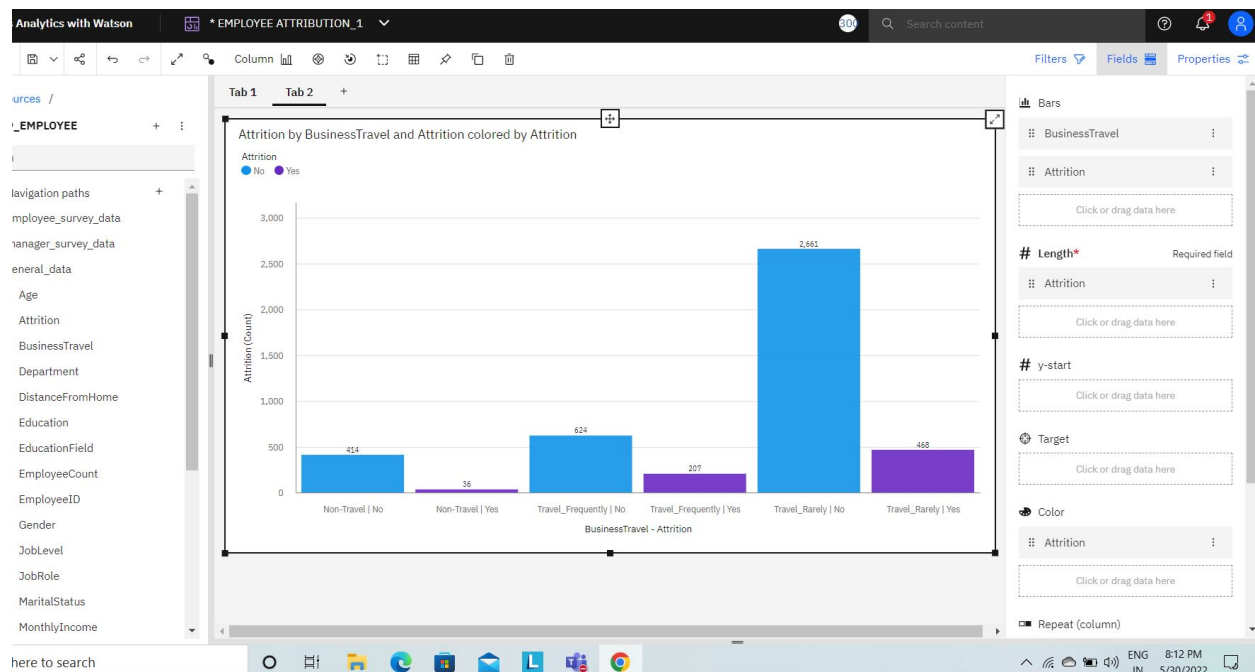 Analytics with Watson
* EMPLOYEE ATTRIBUTION_1
Search content
1
Column
Filters
Fields
Properties
Tab 1
Tab 2
+
_EMPLOYEE
+
+
employee_survey_data
manager_survey_data
general_data
Age
Attrition
BusinessTravel
Department
DistanceFromHome
Education
EducationField
EmployeeCount
EmployeeID
Gender
JobLevel
JobRole
MaritalStatus
MonthlyIncome
Attrition by BusinessTravel and Attrition colored by Attrition
Attrition
No Yes
Attrition (Count)
3,000
2,500
2,000
1,500
1,000
500
0
414
36
624
207
2,661
468
Non-Travel | No
Non-Travel | Yes
Travel_Frequently | No
Travel_Frequently | Yes
Travel_Rarely | No
Travel_Rarely | Yes
BusinessTravel - Attrition
Bars
BusinessTravel
Attrition
Click or drag data here
# Length* Required field
Attrition
Click or drag data here
# y-start
Click or drag data here
Target
Click or drag data here
Color
Attrition
Click or drag data here
Repeat (column)
here to search
ENG
IN
8:12 PM
5/30/2022